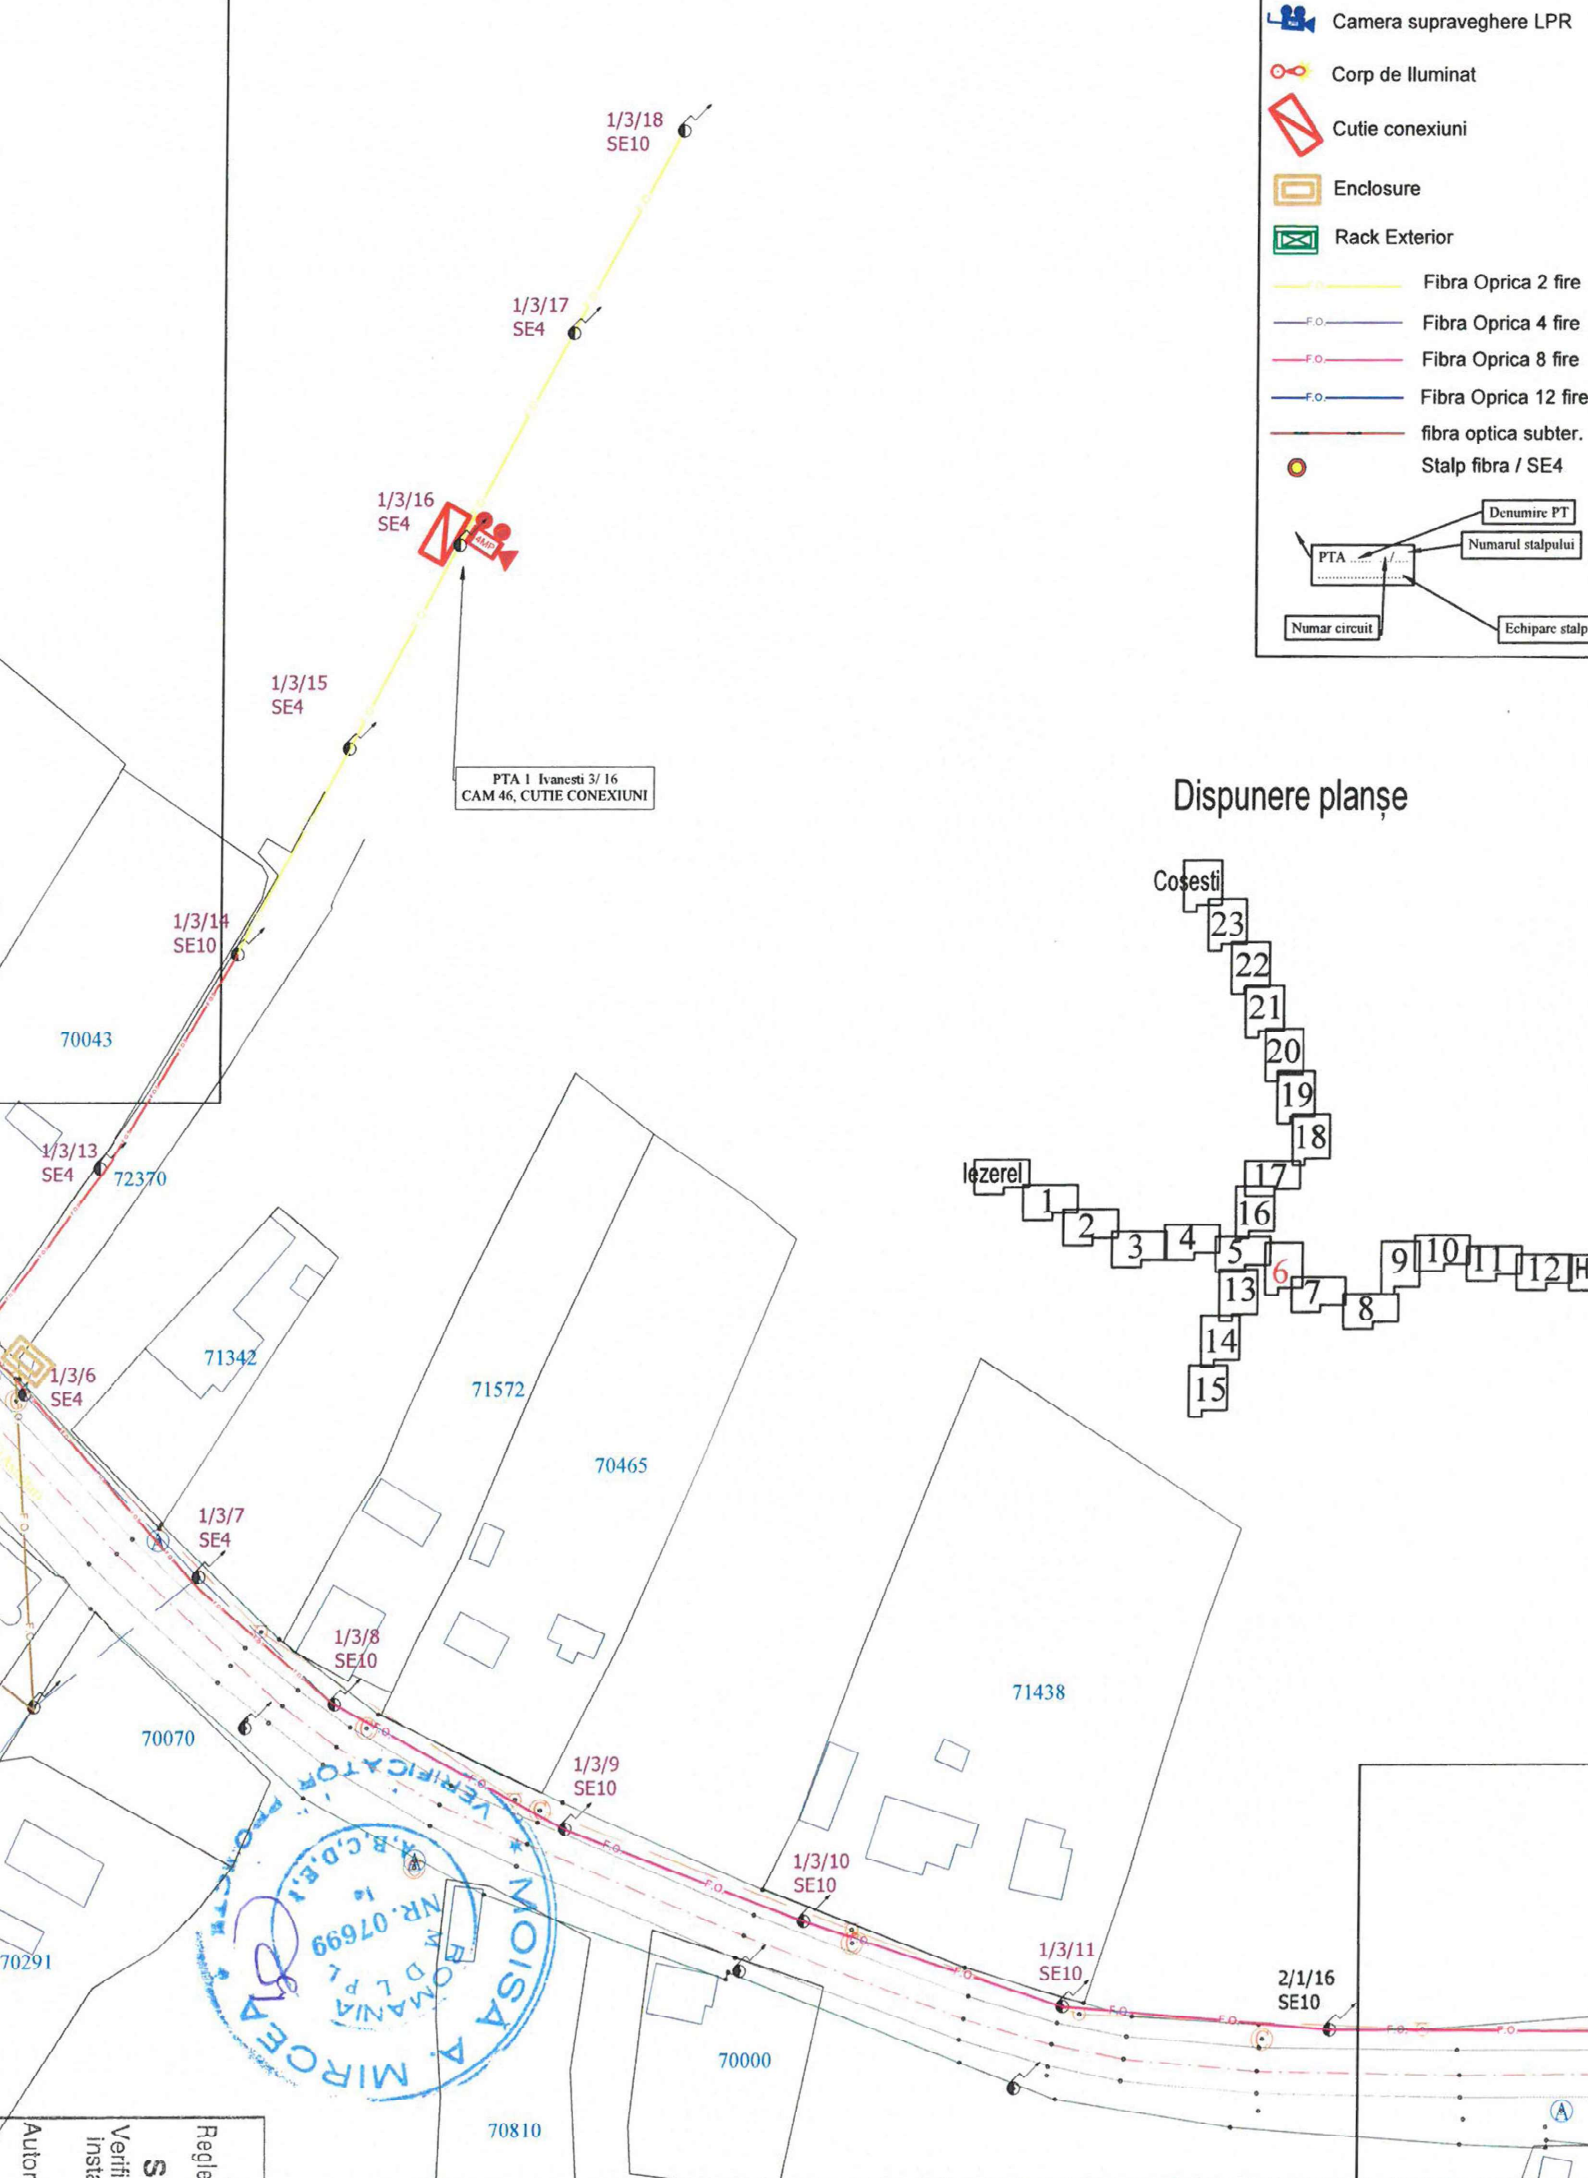 Camera supraveghere LPR
Corp de Iluminat
Cutie conexiuni
Enclosure
Rack Exterior
F.O. Fibra Oprica 2 fire
F.O. Fibra Oprica 4 fire
F.O. Fibra Oprica 8 fire
F.O. Fibra Oprica 12 fire
fibra optica subter.
Stalp fibra / SE4
Denumire PT
Numarul stalpului
PTA ...... ../....
Numar circuit
Echipare stalp
1/3/18
SE10
1/3/17
SE4
1/3/16
SE4
4MP
1/3/15
SE4
PTA 1 Ivanesti 3/ 16
CAM 46, CUTIE CONEXIUNI
1/3/14
SE10
70043
1/3/13
SE4
72370
Dispunere planșe
Cosesti
23
22
21
20
19
18
17
16
Iezerel
1
2
3
4
5
6
7
8
9
10
11
12
H
13
14
15
71342
1/3/6
SE4
71572
70465
1/3/7
SE4
1/3/8
SE10
71438
70070
1/3/9
SE10
1/3/10
SE10
1/3/11
SE10
2/1/16
SE10
70291
70000
70810
VERIFICATOR PROIECTE
MOISĂ A. MIRCEA
ROMANIA
M D L P L
NR. 07699
A,B,C,D,E,F
Regle
S
Verifi
insta
Autor